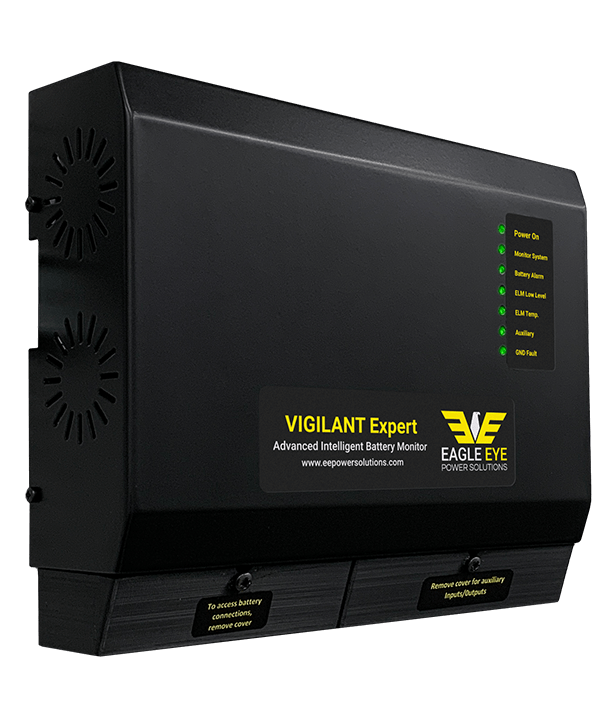 Power On
Monitor System
Battery Alarm
ELM Low Level
ELM Temp.
Auxiliary
GND Fault
VIGILANT Expert
Advanced Intelligent Battery Monitor
www.eepowersolutions.com
EAGLE EYE
POWER SOLUTIONS
To access battery
connections,
remove cover
Remove cover for auxiliary
Inputs/Outputs